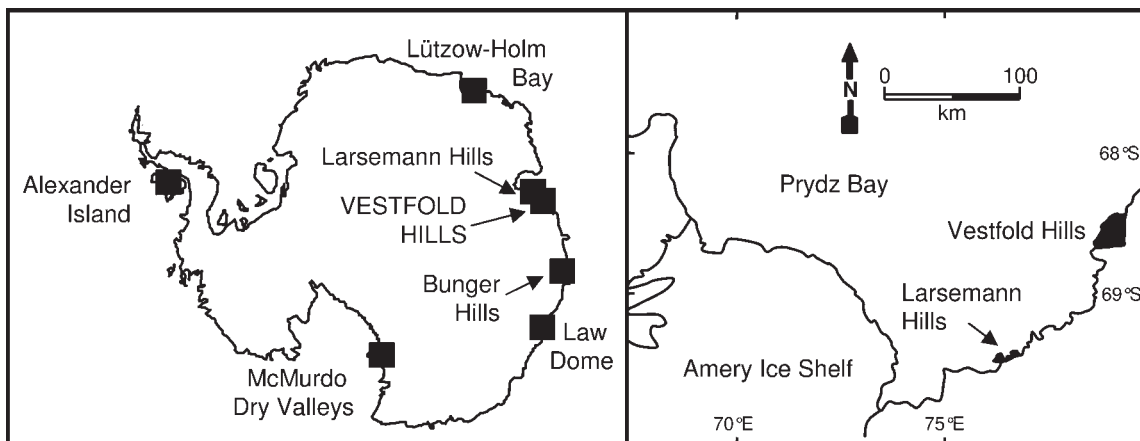 Lützow-Holm
Bay
Larsemann Hills
Alexander
Island
VESTFOLD
HILLS
Bunger
Hills
Law
Dome
McMurdo
Dry Valleys
N
0 100
km
68°S
Prydz Bay
Vestfold Hills
69°S
Larsemann
Hills
Amery Ice Shelf
70°E 75°E